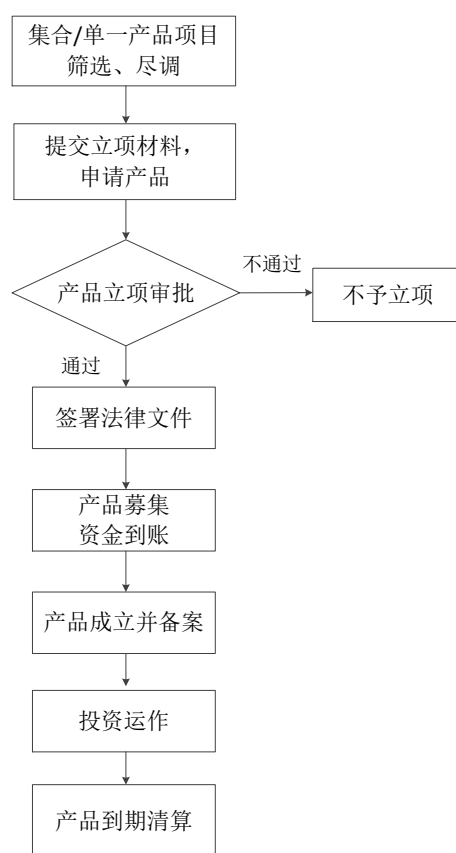 集合/单一产品项目
筛选、尽调
提交立项材料，
申请产品
产品立项审批
不通过
不予立项
通过
签署法律文件
产品募集
资金到账
产品成立并备案
投资运作
产品到期清算